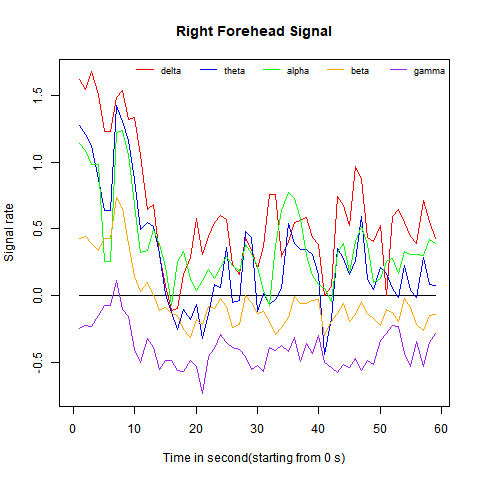 Right Forehead Signal
delta theta alpha beta gamma
Signal rate
1.5
1.0
0.5
0.0
-0.5
0 10 20 30 40 50 60
Time in second(starting from 0 s)